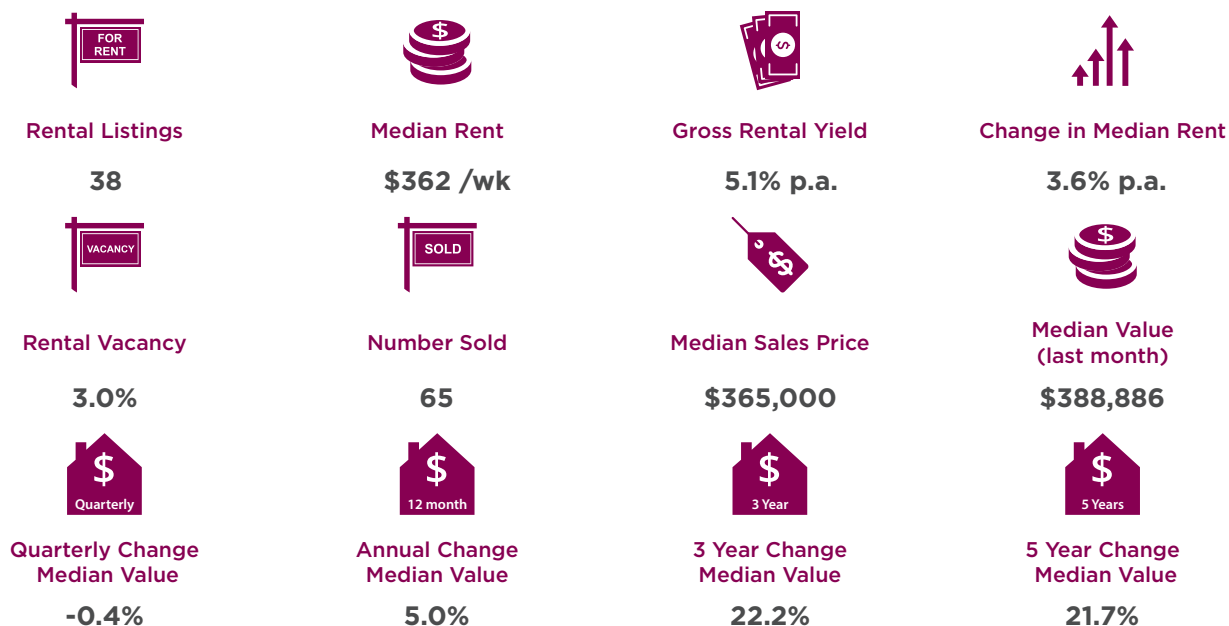 FOR
RENT
$
$
Rental Listings
Median Rent
Gross Rental Yield
Change in Median Rent
38
$362 /wk
5.1% p.a.
3.6% p.a.
VACANCY
SOLD
$
$
Rental Vacancy
Number Sold
Median Sales Price
Median Value
(last month)
3.0%
65
$365,000
$388,886
$
Quarterly
$
12 month
$
3 Year
$
5 Years
Quarterly Change
Median Value
Annual Change
Median Value
3 Year Change
Median Value
5 Year Change
Median Value
-0.4%
5.0%
22.2%
21.7%